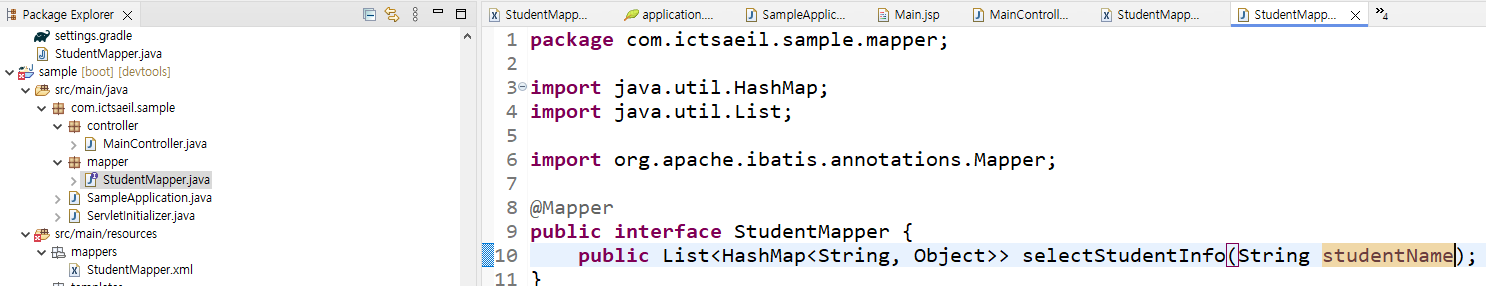 Package Explorer
settings.gradle
StudentMapper.java
sample [boot] [devtools]
src/main/java
com.ictsaeil.sample
controller
MainController.java
mapper
StudentMapper.java
SampleApplication.java
ServletInitializer.java
src/main/resources
mappers
StudentMapper.xml
StudentMapp...
application....
SampleApplic...
Main.jsp
MainControll...
StudentMapp...
StudentMapp...
4
1 package com.ictsaeil.sample.mapper;
2
3 import java.util.HashMap;
4 import java.util.List;
5
6 import org.apache.ibatis.annotations.Mapper;
7
8 @Mapper
9 public interface StudentMapper {
10 public List<HashMap<String, Object>> selectStudentInfo(String studentName);
11 }